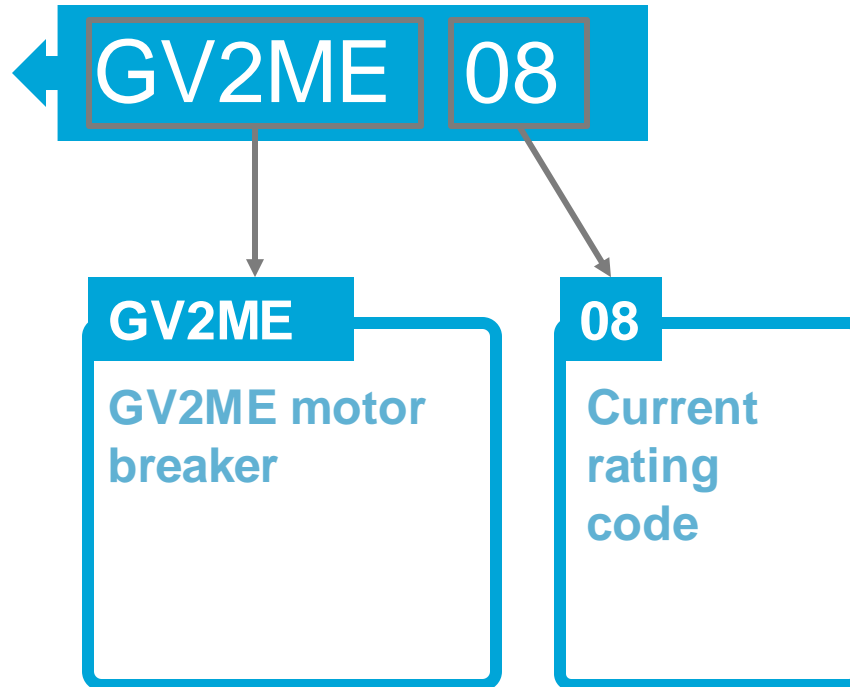 GV2ME 08
GV2ME
GV2ME motor
breaker
08
Current
rating
code